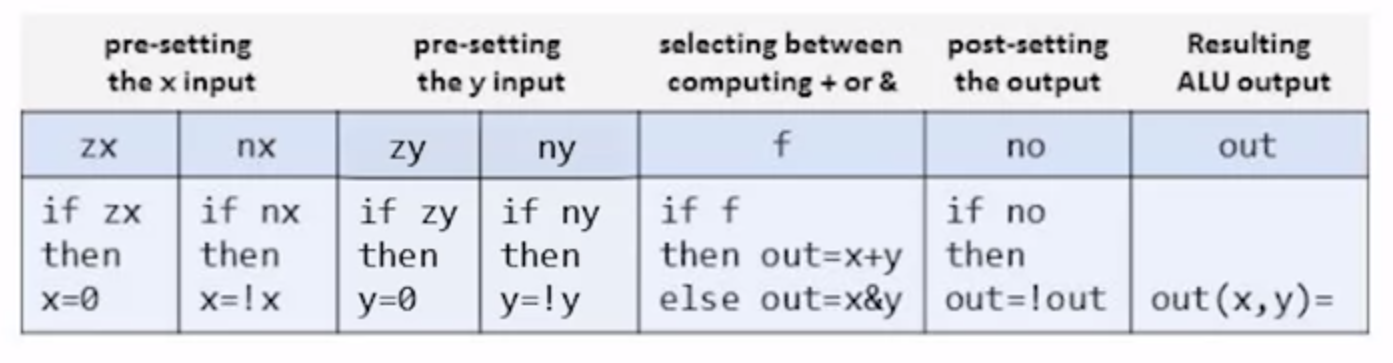 pre-setting the x input
pre-setting the y input
selecting between computing + or &
post-setting the output
Resulting ALU output
zx nx zy ny f no out
if zx if nx if zy if ny if f if no
then then then then then out=x+y then
x=0 x=!x y=0 y=!y else out=x&y out=!out out(x,y)=